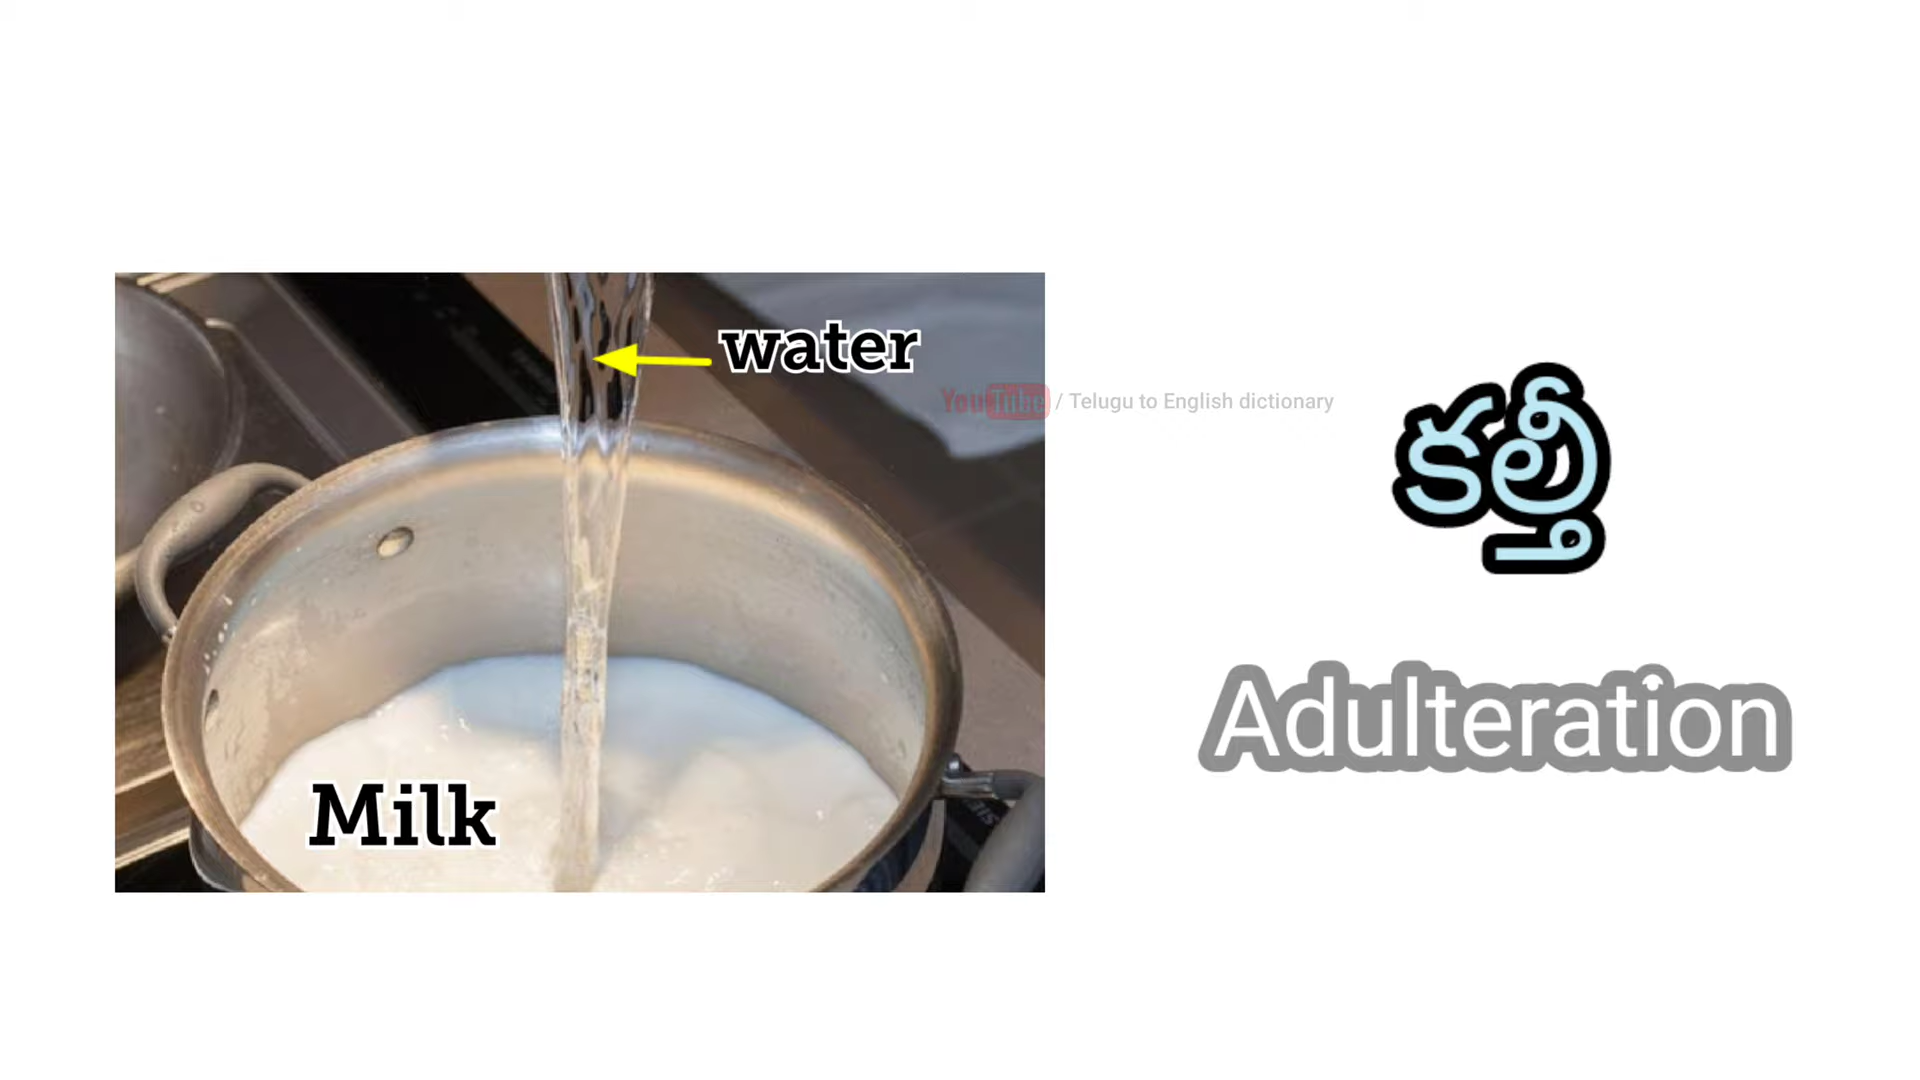 water
YouTube / Telugu to English dictionary
కల్తీ
Adulteration
Milk